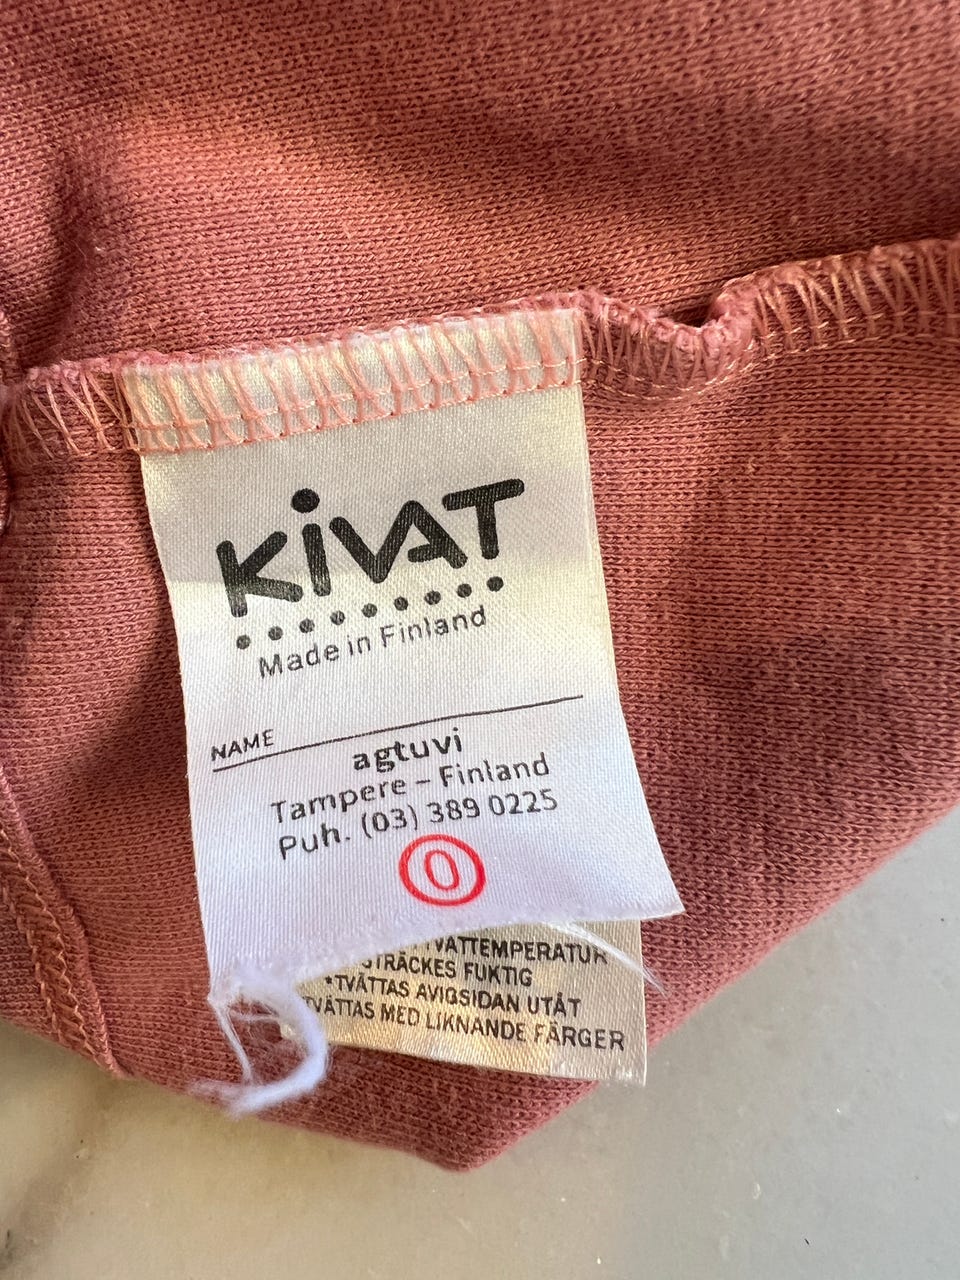 KiVAT
Made in Finland
NAME
agtuvi
Tampere – Finland
Puh. (03) 389 0225
0
STRÄCKES FUKTIG
•TVÄTTAS AVIGSIDAN UTÅT
TVÄTTAS MED LIKNANDE FÄRGER